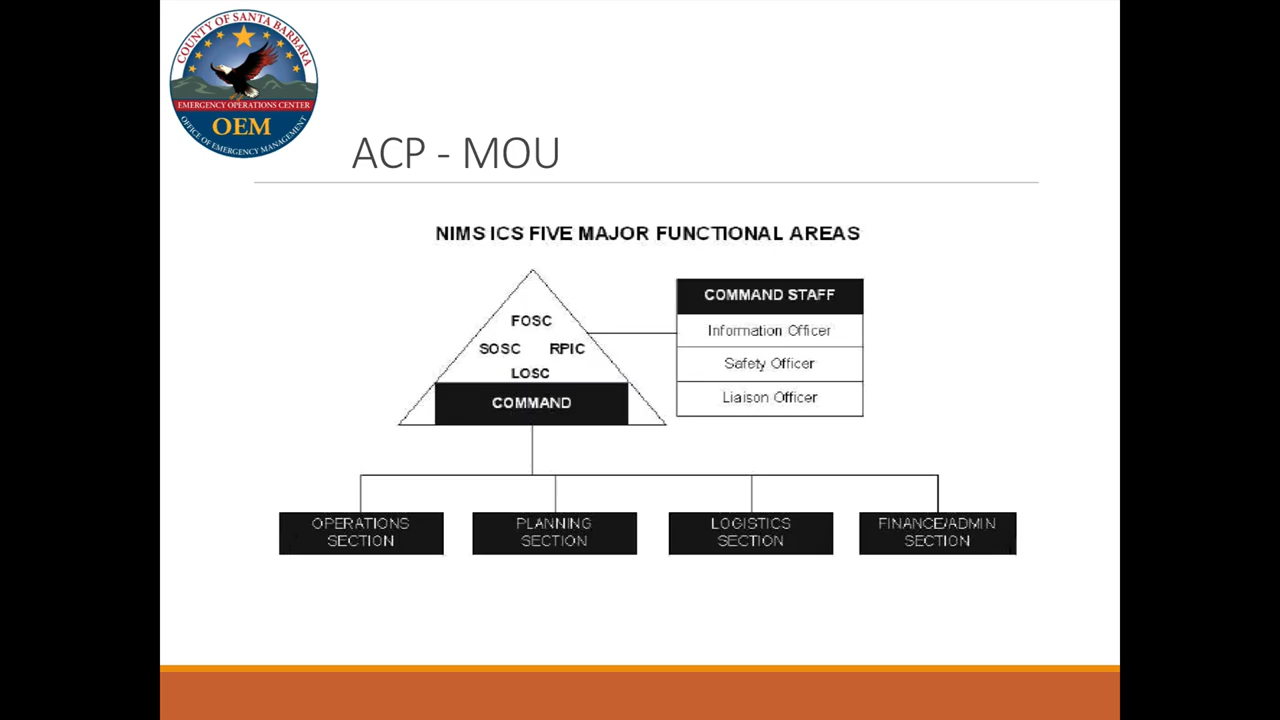 COUNTY OF SANTA BARBARA
EMERGENCY OPERATIONS CENTER
OEM
OFFICE OF EMERGENCY MANAGEMENT
ACP - MOU
NIMS ICS FIVE MAJOR FUNCTIONAL AREAS
FOSC
SOSC RPIC
LOSC
COMMAND
COMMAND STAFF
Information Officer
Safety Officer
Liaison Officer
OPERATIONS
SECTION
PLANNING
SECTION
LOGISTICS
SECTION
FINANCE/ADMIN
SECTION